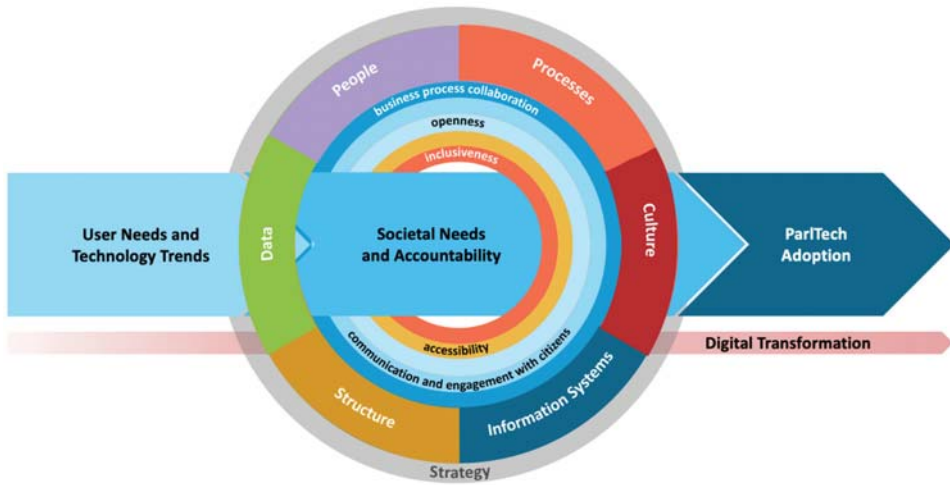 People
Processes
business process collaboration
openness
inclusiveness
User Needs and
Technology Trends
Data
Societal Needs
and Accountability
Culture
ParlTech
Adoption
Digital Transformation
accessibility
communication and engagement with citizens
Structure
Information Systems
Strategy